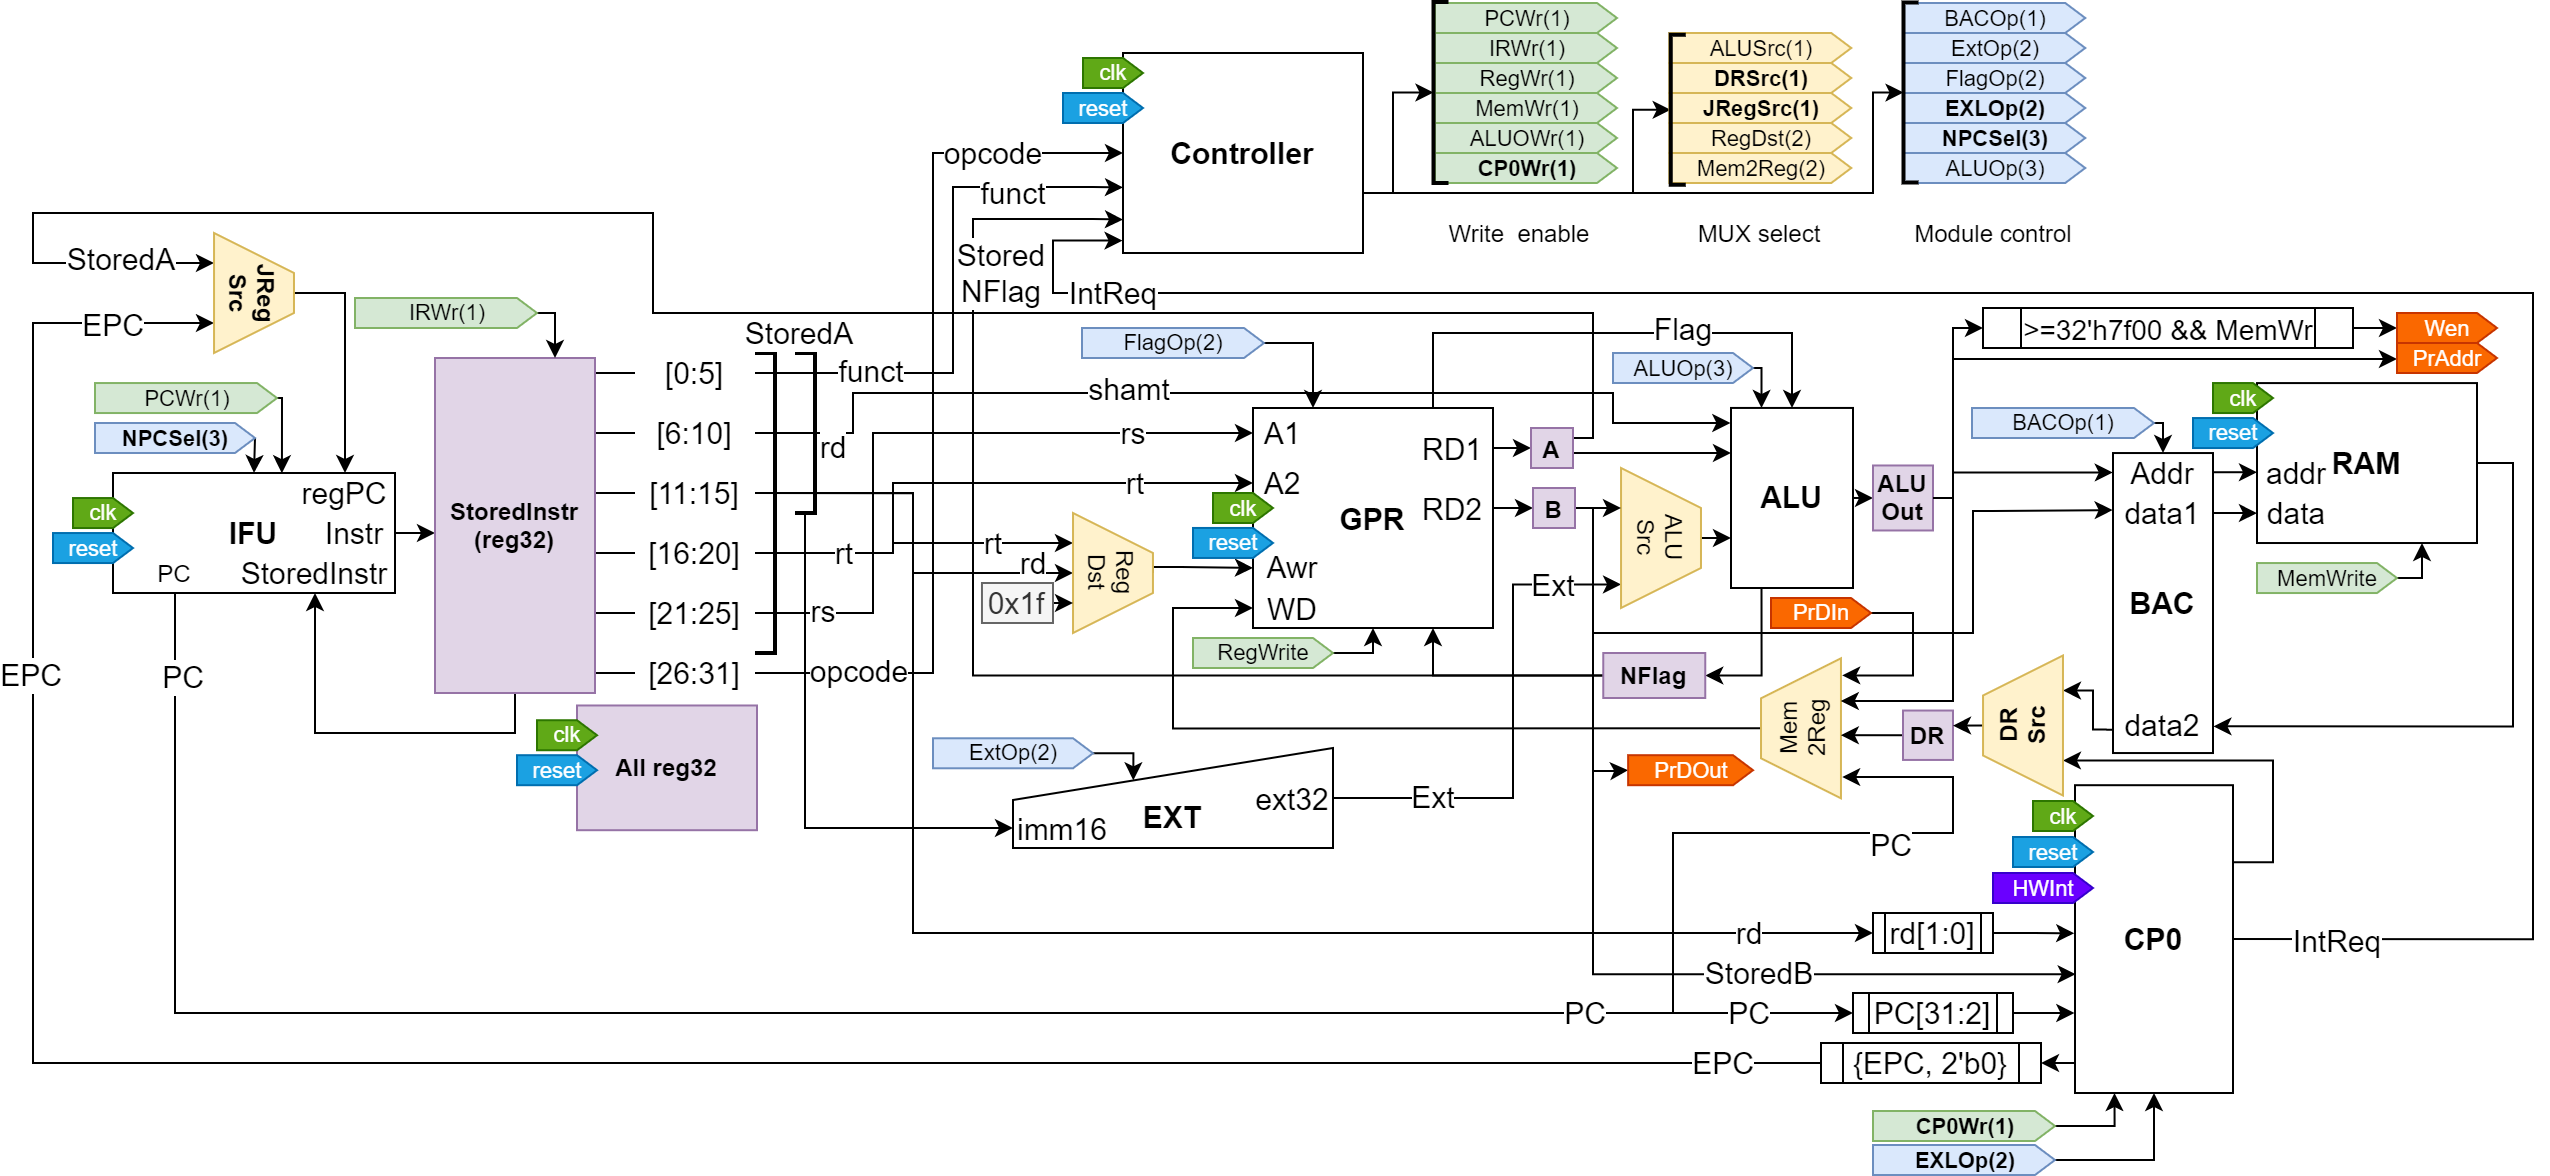 PCWr(1)
IRWr(1)
RegWr(1)
MemWr(1)
ALUOWr(1)
CP0Wr(1)
Write enable
ALUSrc(1)
DRSrc(1)
JRegSrc(1)
RegDst(2)
Mem2Reg(2)
MUX select
BACOp(1)
ExtOp(2)
FlagOp(2)
EXLOp(2)
NPCSel(3)
ALUOp(3)
Module control
clk
reset
Controller
opcode
funct
Stored
NFlag
IntReq
StoredA
EPC
JReg
Src
IRWr(1)
PCWr(1)
NPCSel(3)
clk
reset
IFU
regPC
Instr
StoredInstr
PC
EPC
PC
StoredInstr
(reg32)
clk
reset
All reg32
[0:5]
[6:10]
[11:15]
[16:20]
[21:25]
[26:31]
StoredA
funct
rd
rt
rs
opcode
shamt
rs
rt
rt
rd
0x1f
Reg
Dst
FlagOp(2)
A1
A2
clk
reset
Awr
WD
GPR
RD1
RD2
RegWrite
A
B
Flag
ALUOp(3)
ALU
Src
Ext
ALU
ALU
Out
NFlag
PrDIn
Mem
2Reg
PrDOut
DR
DR
Src
ExtOp(2)
imm16
EXT
ext32
Ext
>=32'h7f00 && MemWr
Wen
PrAddr
BACOp(1)
clk
reset
addr
data
RAM
MemWrite
Addr
data1
BAC
data2
PC
clk
reset
HWInt
CP0
IntReq
rd
rd[1:0]
StoredB
PC
PC
PC[31:2]
EPC
{EPC, 2'b0}
CP0Wr(1)
EXLOp(2)